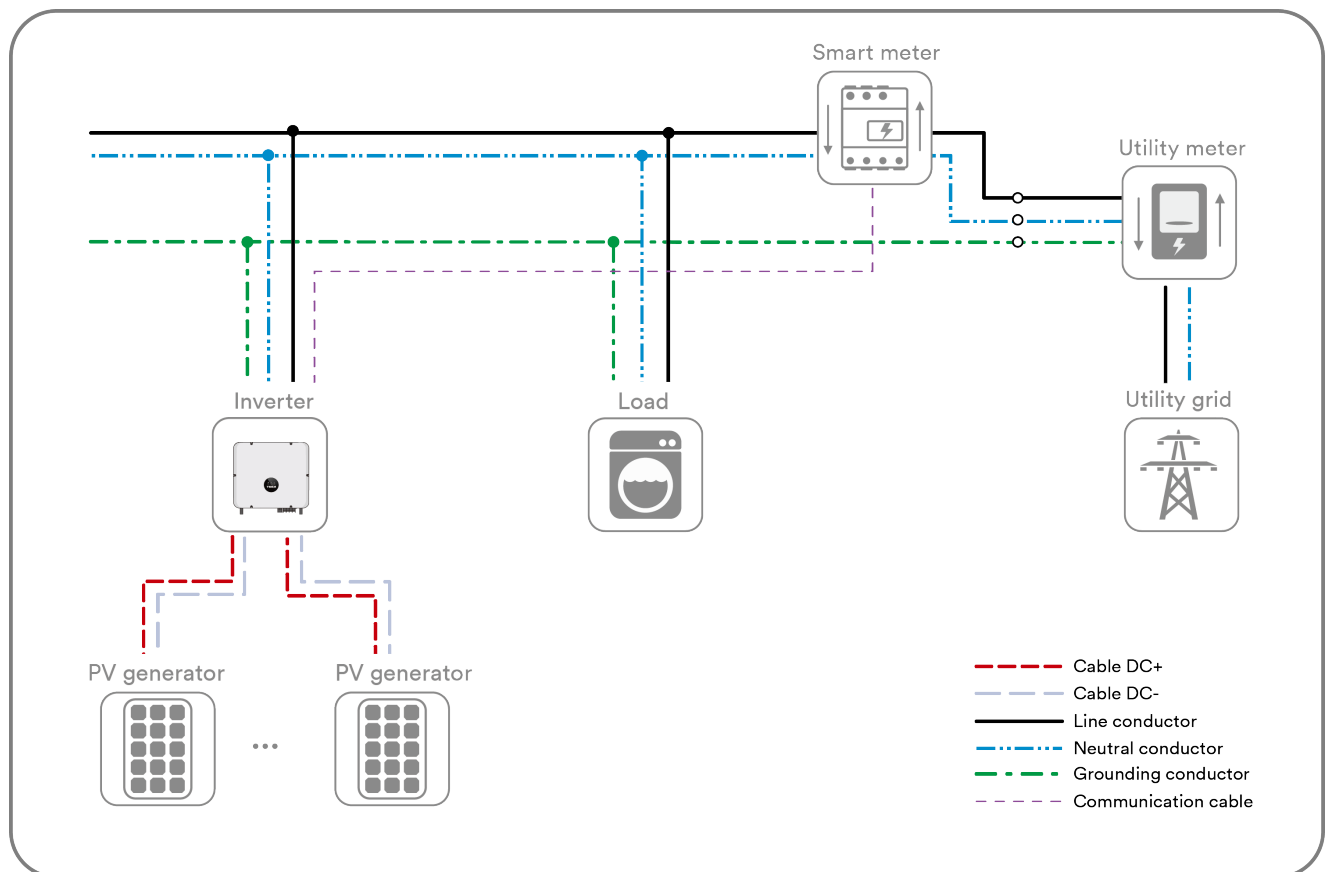 Smart meter
Utility meter
Inverter
Load
Utility grid
PV generator
PV generator
...
Cable DC+
Cable DC-
Line conductor
Neutral conductor
Grounding conductor
Communication cable